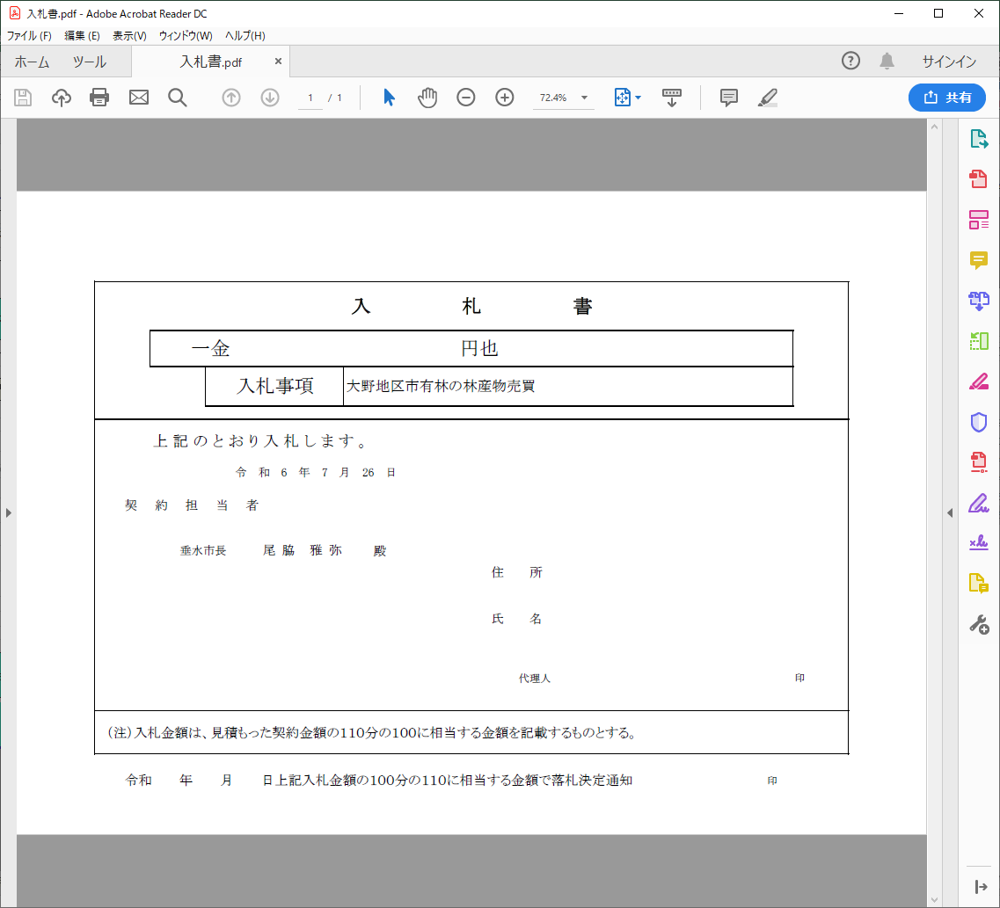 入札書.pdf - Adobe Acrobat Reader DC
ファイル (F) 編集 (E) 表示(V) ウィンドウ(W) ヘルプ(H)
ホーム ツール 入札書.pdf × サインイン
1 / 1 72.4% 共有
入 札 書
一金 円也
入札事項 大野地区市有林の林産物売買
上記のとおり入札します。
令 和 6 年 7 月 26 日
契 約 担 当 者
垂水市長 尾脇 雅弥 殿
住 所
氏 名
代理人 印
(注)入札金額は、見積もった契約金額の110分の100に相当する金額を記載するものとする。
令和 年 月 日上記入札金額の100分の110に相当する金額で落札決定通知 印